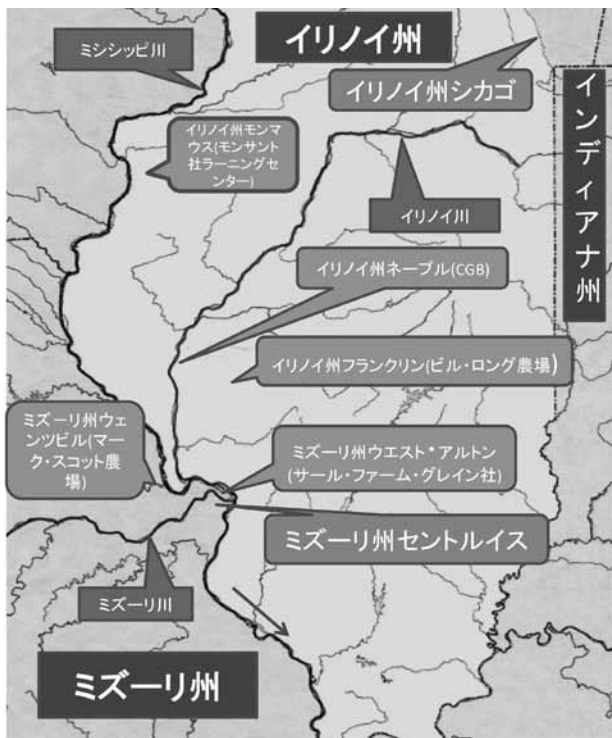 イリノイ州
ミシシッピ川
イリノイ州シカゴ
インディアナ州
イリノイ州モンマ
ウス(モンサント
社ラーニングセ
ンター)
イリノイ川
イリノイ州ネーブル(CGB)
イリノイ州フランクリン(ビル・ロング農場)
ミズーリ州ウェ
ンツビル(マー
ク・スコット農
場)
ミズーリ州ウエスト*アルトン
(サール・ファーム・グレイン社)
ミズーリ州セントルイス
ミズーリ川
ミズーリ州